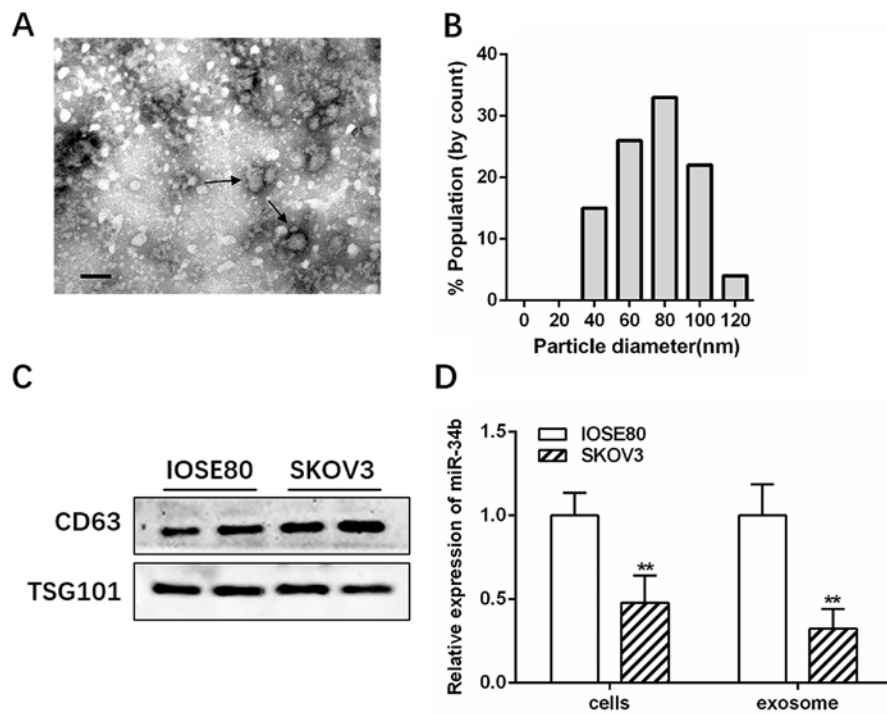 A
B
% Population (by count)
40
30
20
10
0
0 20 40 60 80 100 120
Particle diameter(nm)
C
IOSE80 SKOV3
CD63
TSG101
D
IOSE80
SKOV3
Relative expression of miR-34b
1.5
1.0
0.5
0.0
**
**
cells exosome